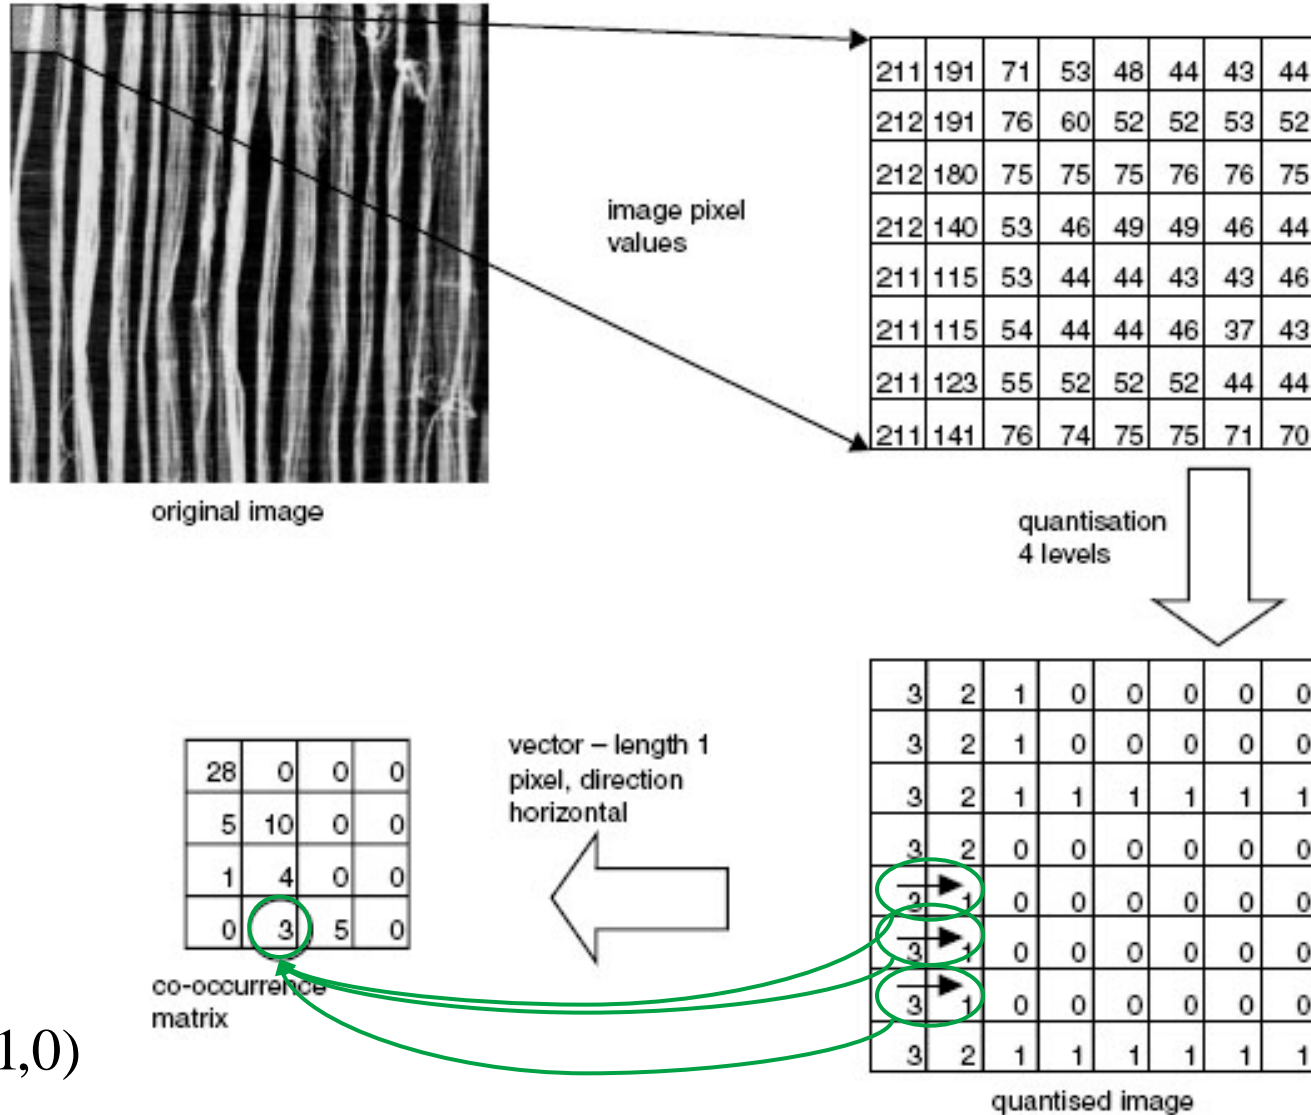 211 191 71 53 48 44 43 44
212 191 76 60 52 52 53 52
212 180 75 75 75 76 76 75
212 140 53 46 49 49 46 44
211 115 53 44 44 43 43 46
211 115 54 44 44 46 37 43
211 123 55 52 52 52 44 44
211 141 76 74 75 75 71 70
image pixel
values
original image
quantisation
4 levels
3 2 1 0 0 0 0 0
3 2 1 0 0 0 0 0
3 2 1 1 1 1 1 1
3 2 0 0 0 0 0 0
3 1 0 0 0 0 0 0
3 1 0 0 0 0 0 0
3 1 0 0 0 0 0 0
3 2 1 1 1 1 1 1
quantised image
vector – length 1
pixel, direction
horizontal
28 0 0 0
5 10 0 0
1 4 0 0
0 3 5 0
co-occurrence
matrix
1,0)